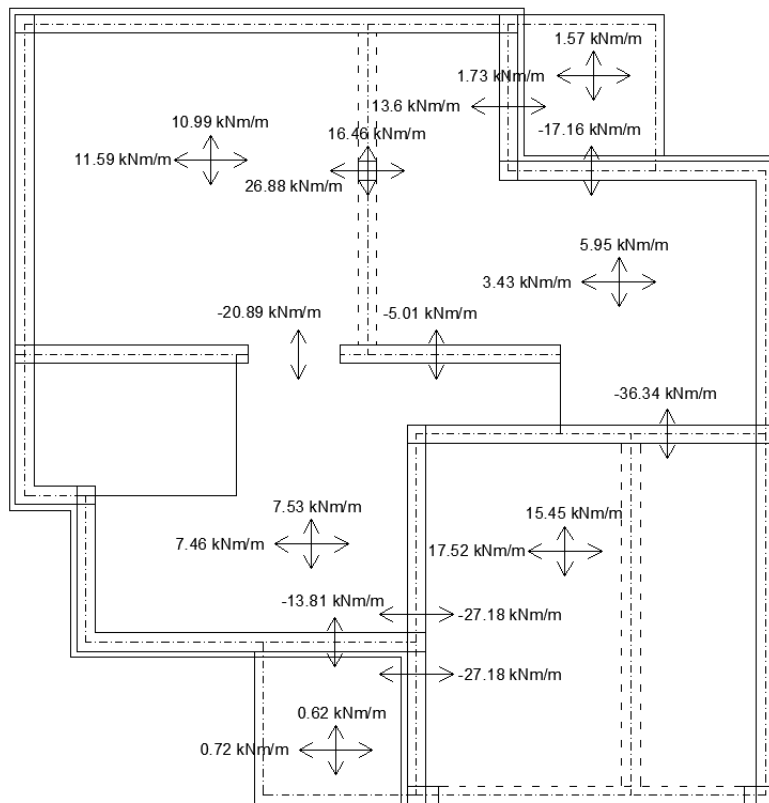 1.57 kNm/m
1.73 kNm/m
13.6 kNm/m
10.99 kNm/m
16.46 kNm/m
-17.16 kNm/m
11.59 kNm/m
26.88 kNm/m
5.95 kNm/m
3.43 kNm/m
-20.89 kNm/m
-5.01 kNm/m
-36.34 kNm/m
7.53 kNm/m
15.45 kNm/m
7.46 kNm/m
17.52 kNm/m
-13.81 kNm/m
-27.18 kNm/m
-27.18 kNm/m
0.62 kNm/m
0.72 kNm/m